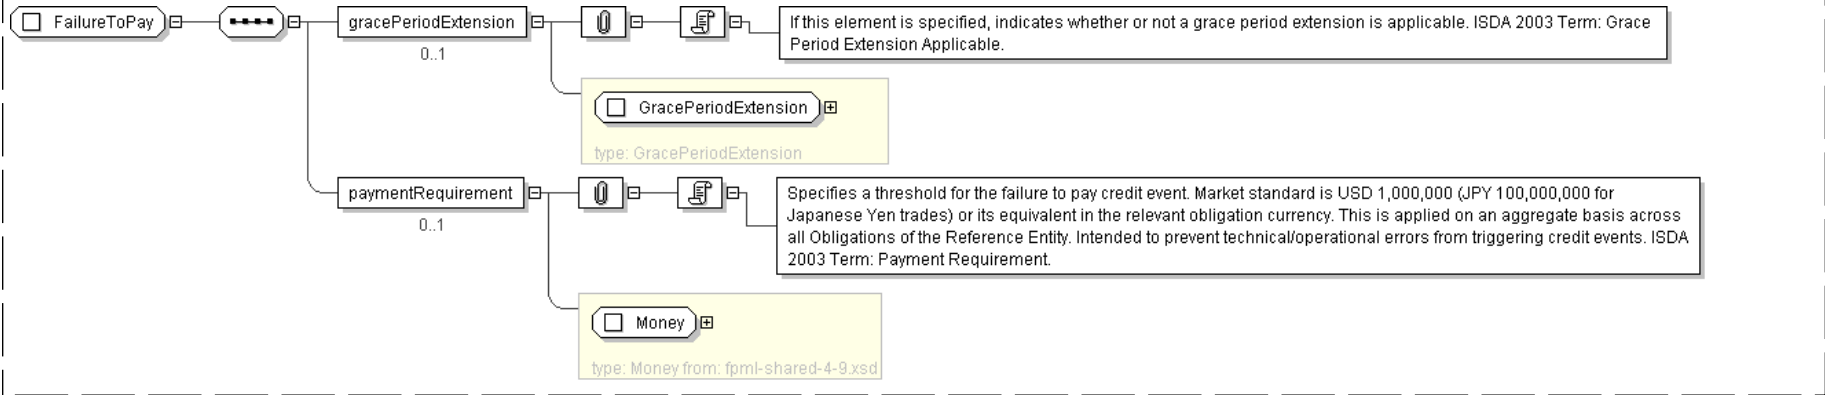 FailureToPay
gracePeriodExtension
0..1
If this element is specified, indicates whether or not a grace period extension is applicable. ISDA 2003 Term: Grace
Period Extension Applicable.
GracePeriodExtension
type: GracePeriodExtension
paymentRequirement
0..1
Specifies a threshold for the failure to pay credit event. Market standard is USD 1,000,000 (JPY 100,000,000 for
Japanese Yen trades) or its equivalent in the relevant obligation currency. This is applied on an aggregate basis across
all Obligations of the Reference Entity. Intended to prevent technical/operational errors from triggering credit events. ISDA
2003 Term: Payment Requirement.
Money
type: Money from: fpml-shared-4-9.xsd